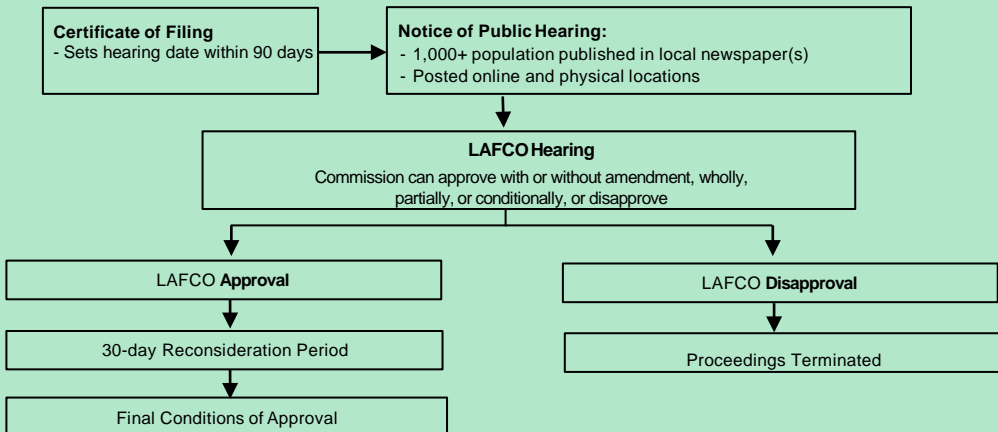 Certificate of Filing
- Sets hearing date within 90 days
Notice of Public Hearing:
- 1,000+ population published in local newspaper(s)
- Posted online and physical locations
LAFCO Hearing
Commission can approve with or without amendment, wholly,
partially, or conditionally, or disapprove
LAFCO Approval
LAFCO Disapproval
30-day Reconsideration Period
Proceedings Terminated
Final Conditions of Approval